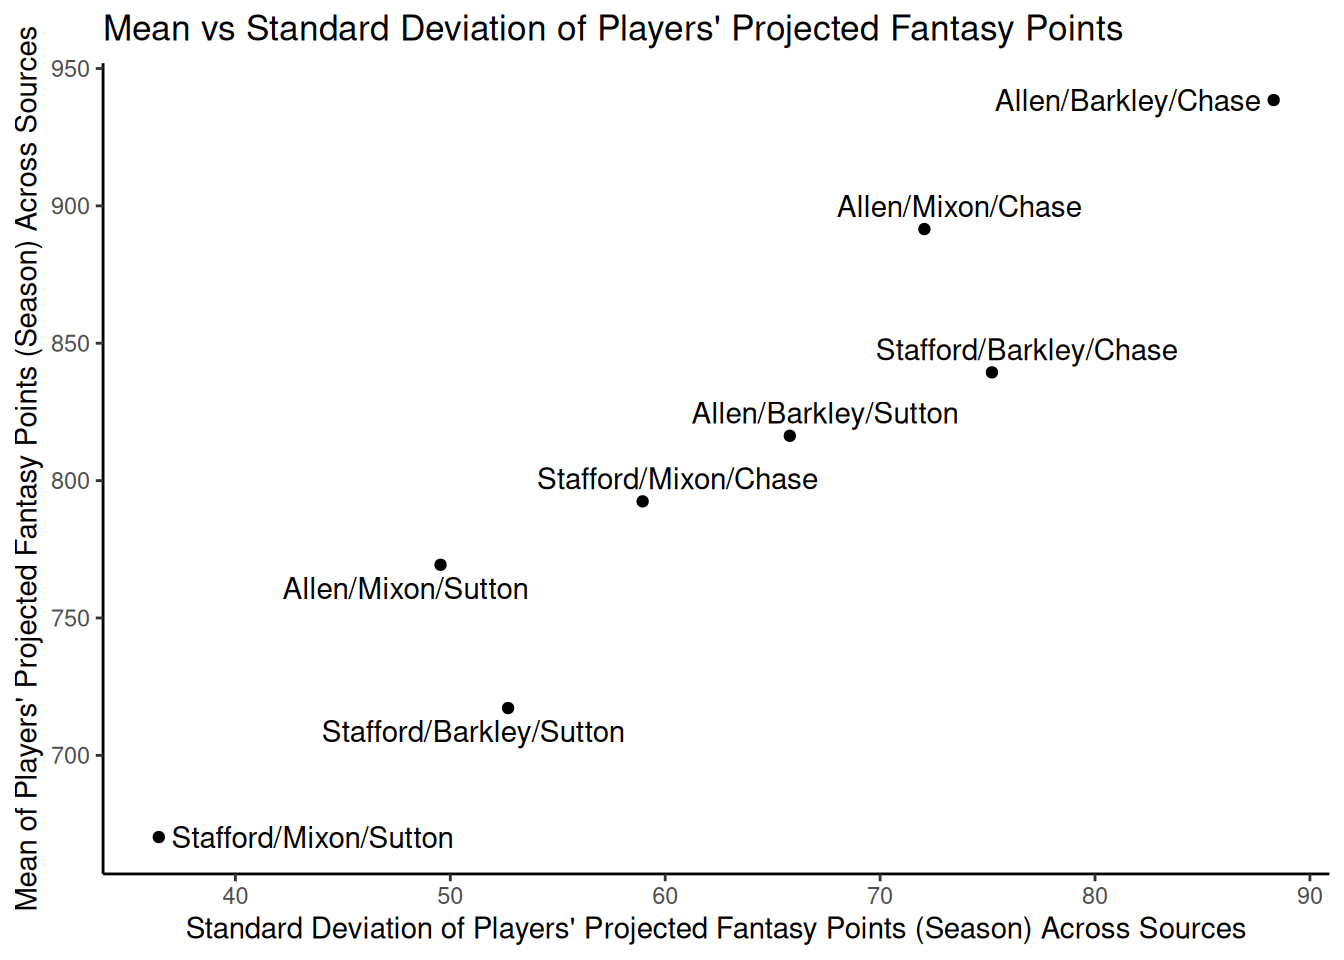 Mean vs Standard Deviation of Players' Projected Fantasy Points
Mean of Players' Projected Fantasy Points (Season) Across Sources
950
900
850
800
750
700
Allen/Barkley/Chase
Allen/Mixon/Chase
Stafford/Barkley/Chase
Allen/Barkley/Sutton
Stafford/Mixon/Chase
Allen/Mixon/Sutton
Stafford/Barkley/Sutton
Stafford/Mixon/Sutton
40 50 60 70 80 90
Standard Deviation of Players' Projected Fantasy Points (Season) Across Sources